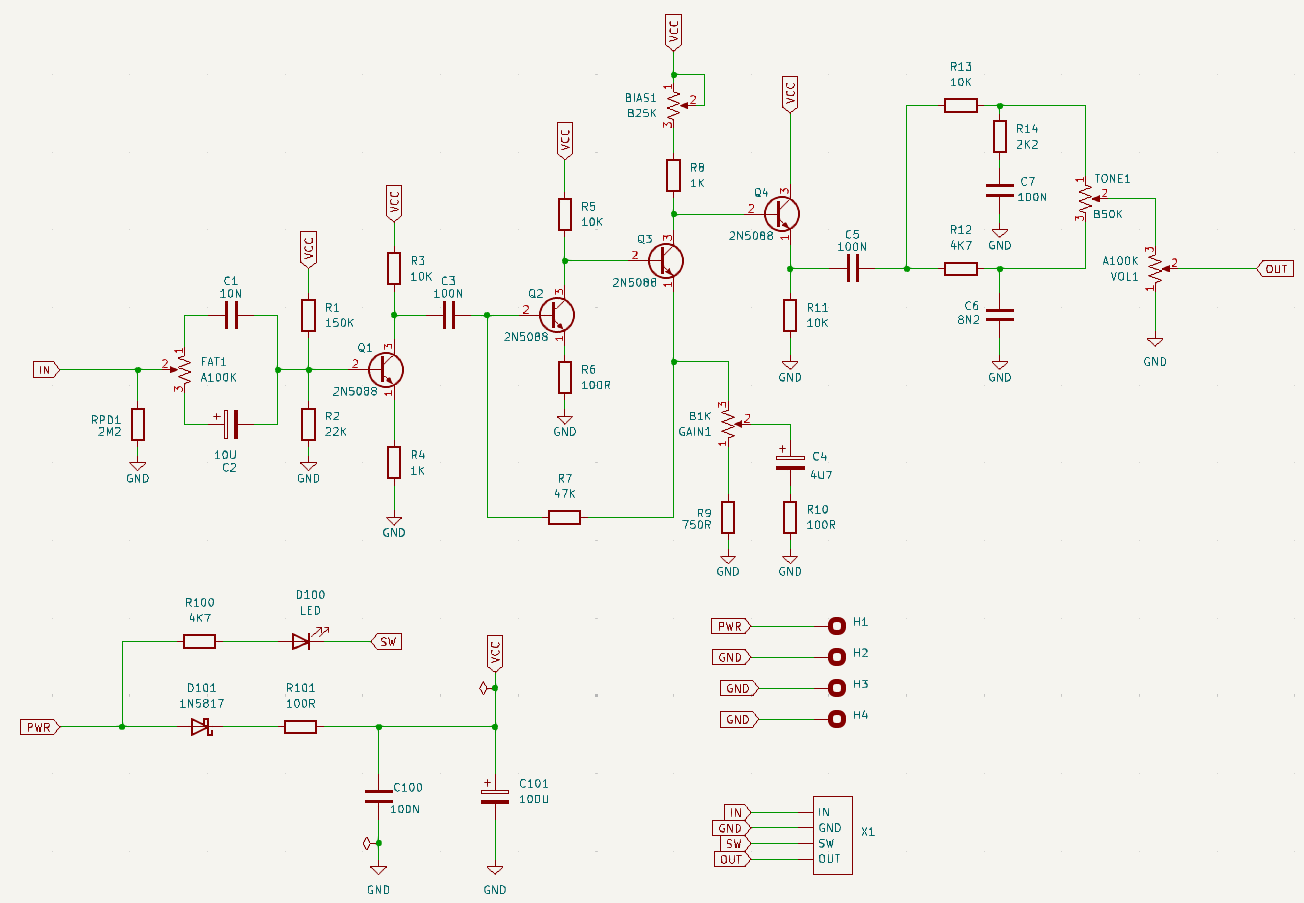 VCC
1
BIAS1
B25K
2
3
R8
1K
VCC
R13
10K
R14
2K2
C7
100N
GND
TONE1
1
2
3
B50K
R12
4K7
A100K
VOL1
3
2
1
OUT
GND
C6
8N2
GND
C5
100N
Q4
3
2
1
2N5088
R11
10K
GND
VCC
R5
10K
Q3
3
2
1
2N5088
Q2
3
2
1
2N5088
R6
100R
GND
VCC
R3
10K
C3
100N
VCC
R1
150K
C1
10N
IN
2
1
3
FAT1
A100K
Q1
3
2
1
2N5088
RPD1
2M2
GND
10U
C2
+
R2
22K
GND
R4
1K
GND
R7
47K
B1K
GAIN1
3
2
1
+
C4
4U7
R9
750R
GND
R10
100R
GND
R100
4K7
D100
LED
SW
VCC
D101
1N5817
R101
100R
PWR
C100
100N
GND
+
C101
100U
GND
PWR
H1
GND
H2
GND
H3
GND
H4
IN
IN
GND
GND
SW
SW
OUT
OUT
X1